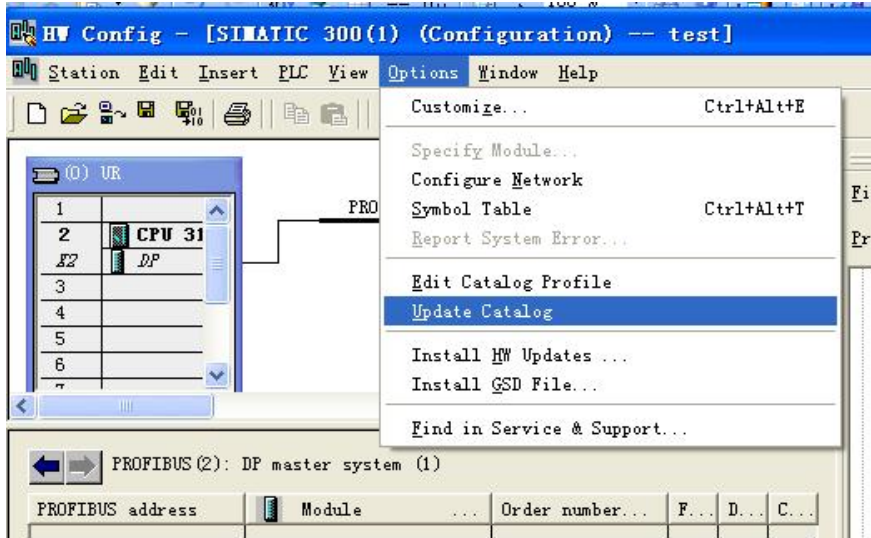 HW Config - [SIMATIC 300(1) (Configuration) -- test]
Station Edit Insert PLC View Options Window Help
Customize... Ctrl+Alt+E
Specify Module...
Configure Network
Symbol Table Ctrl+Alt+T
Report System Error...
Edit Catalog Profile
Update Catalog
Install HW Updates ...
Install GSD File...
Find in Service & Support...
(0) UR
1
2 CPU 31
X2 DP
3
4
5
6
7
PRO
Fi
Pr
PROFIBUS(2): DP master system (1)
PROFIBUS address Module ... Order number... F... D... C...